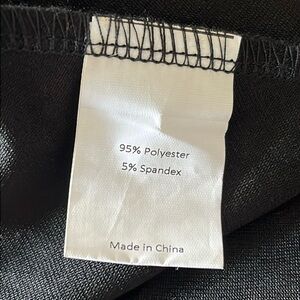 95% Polyester
5% Spandex
Made in China